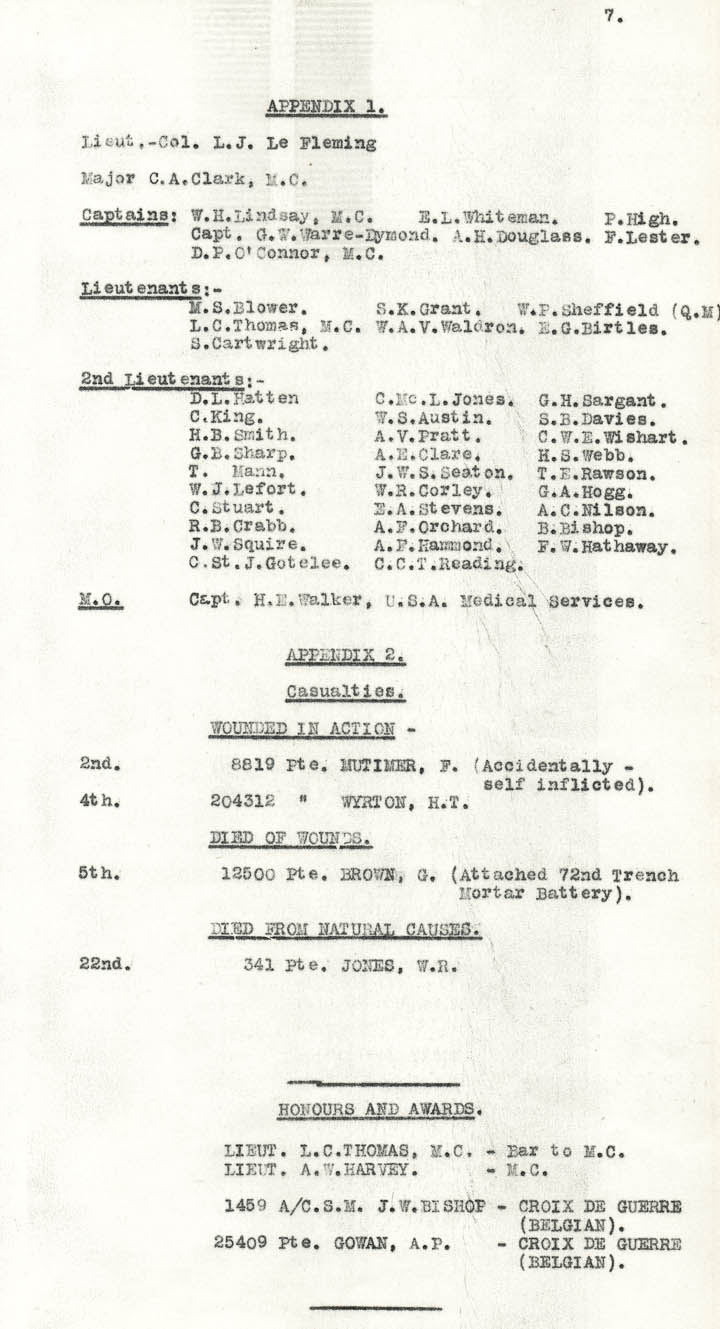 7.
APPENDIX 1.
Lieut.-Col. L.J. Le Fleming
Major C.A.Clark, M.C.
Captains: W.H.Lindsay, M.C. E.L.Whiteman. P.High.
Capt. G.W.Warre-Dymond. A.H.Douglass. F.Lester.
D.P.O'Connor, M.C.
Lieutenants:-
M.S.Blower. S.K.Grant. W.P.Sheffield (Q.M)
L.C.Thomas, M.C. W.A.V.Waldron. E.G.Birtles.
S.Cartwright.
2nd Lieutenants:-
D.L.Hatten C.Mc.L.Jones. G.H.Sargant.
C.King. W.S.Austin. S.B.Davies.
H.B.Smith. A.V.Pratt. C.W.E.Wishart.
G.B.Sharp. A.E.Clare. H.S.Webb.
T. Mann. J.W.S.Seaton. T.E.Rawson.
W.J.Lefort. W.R.Corley. G.A.Hogg.
C.Stuart. E.A.Stevens. A.C.Nilson.
R.B.Crabb. A.F.Orchard. B.Bishop.
J.W.Squire. A.F.Hammond. F.W.Hathaway.
C.St.J.Gotelee. C.C.T.Reading.
M.O. Capt. H.E.Walker, U.S.A. Medical Services.
APPENDIX 2.
Casualties.
WOUNDED IN ACTION -
2nd. 8819 Pte. MUTIMER, F. (Accidentally -
self inflicted).
4th. 204312 " WYRTON, H.T.
DIED OF WOUNDS.
5th. 12500 Pte. BROWN, G. (Attached 72nd Trench
Mortar Battery).
DIED FROM NATURAL CAUSES.
22nd. 341 Pte. JONES, W.R.
HONOURS AND AWARDS.
LIEUT. L.C.THOMAS, M.C. - Bar to M.C.
LIEUT. A.W.HARVEY. - M.C.
1459 A/C.S.M. J.W.BISHOP - CROIX DE GUERRE
(BELGIAN).
25409 Pte. GOWAN, A.P. - CROIX DE GUERRE
(BELGIAN).